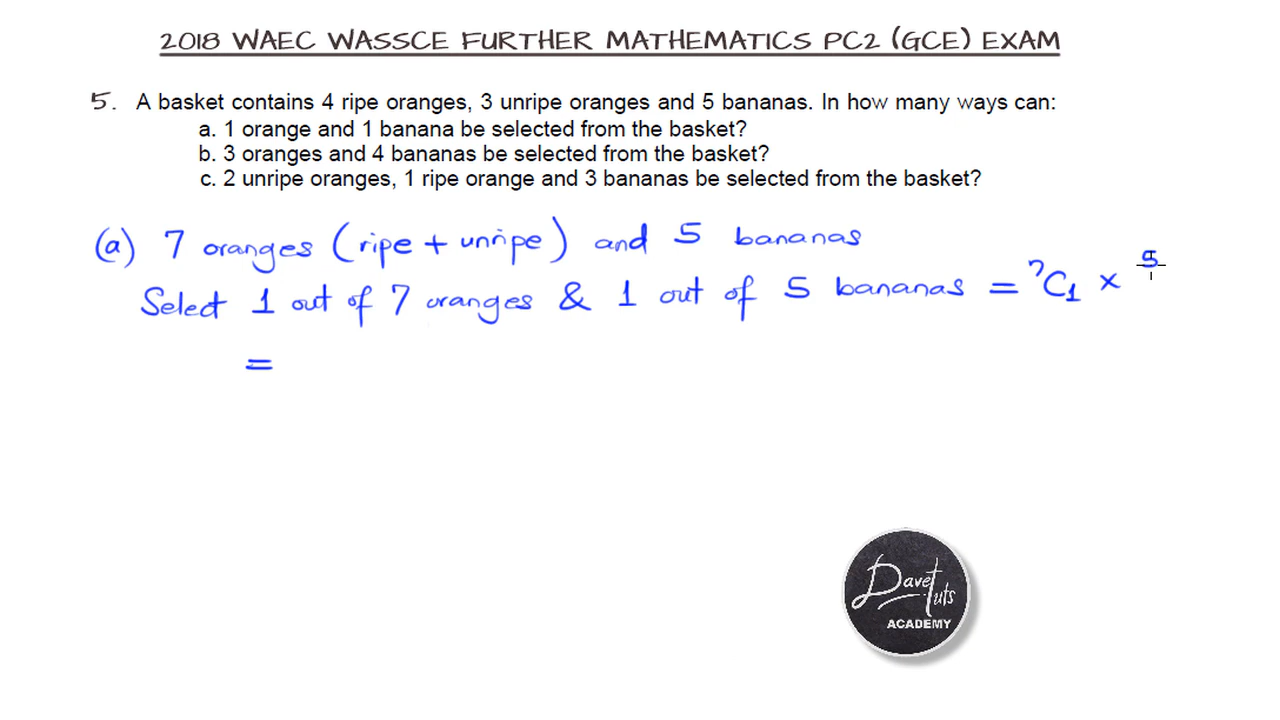 2018 WAEC WASSCE FURTHER MATHEMATICS PC2 (GCE) EXAM
5. A basket contains 4 ripe oranges, 3 unripe oranges and 5 bananas. In how many ways can:
a. 1 orange and 1 banana be selected from the basket?
b. 3 oranges and 4 bananas be selected from the basket?
c. 2 unripe oranges, 1 ripe orange and 3 bananas be selected from the basket?
(a) 7 oranges (ripe + unripe) and 5 bananas
Select 1 out of 7 oranges & 1 out of 5 bananas = ⁷C₁ × ⁵
=
Dave Tuts
ACADEMY